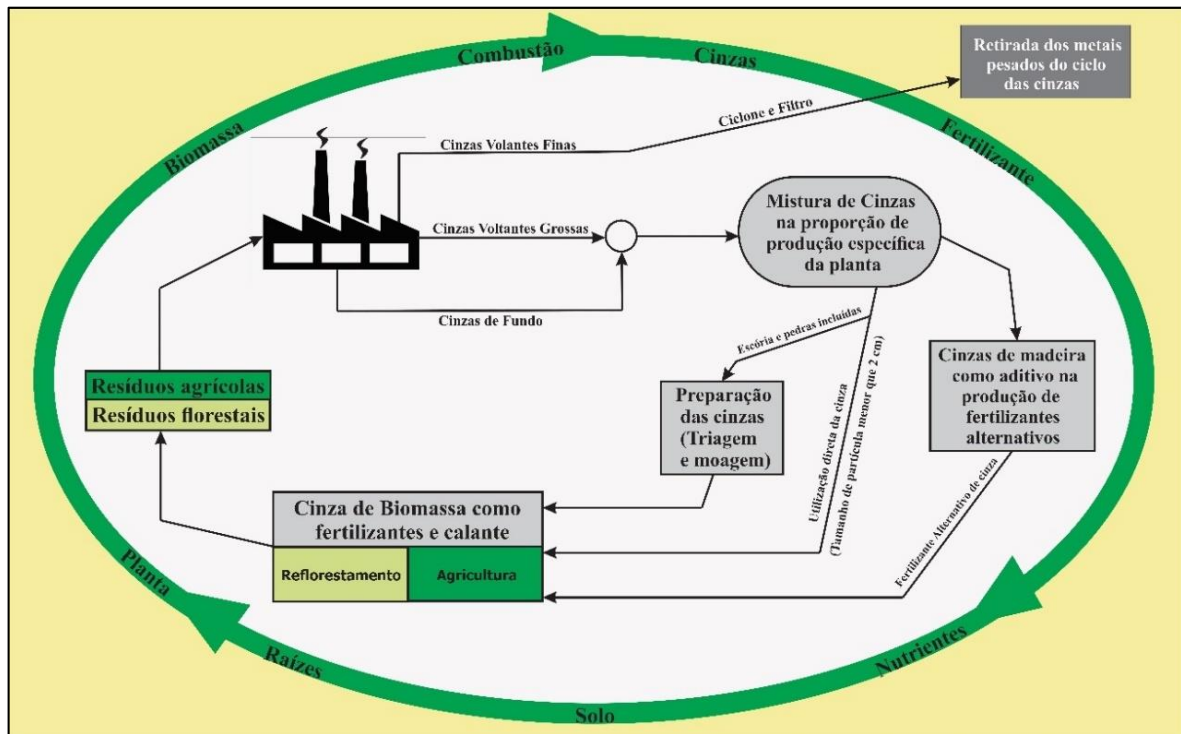 Combustão
Cinzas
Fertilizante
Nutrientes
Solo
Raízes
Planta
Biomassa
Retirada dos metais
pesados do ciclo
das cinzas
Ciclone e Filtro
Cinzas Volantes Finas
Cinzas Voltantes Grossas
Cinzas de Fundo
Mistura de Cinzas
na proporção de
produção específica
da planta
Escória e pedras incluídas
Utilização direta da cinza
(Tamanho de partícula menor que 2 cm)
Preparação
das cinzas
(Triagem
e moagem)
Cinzas de madeira
como aditivo na
produção de
fertilizantes
alternativos
Fertilizante Alternativo de cinza
Resíduos agrícolas
Resíduos florestais
Cinza de Biomassa como
fertilizantes e calante
Reflorestamento
Agricultura